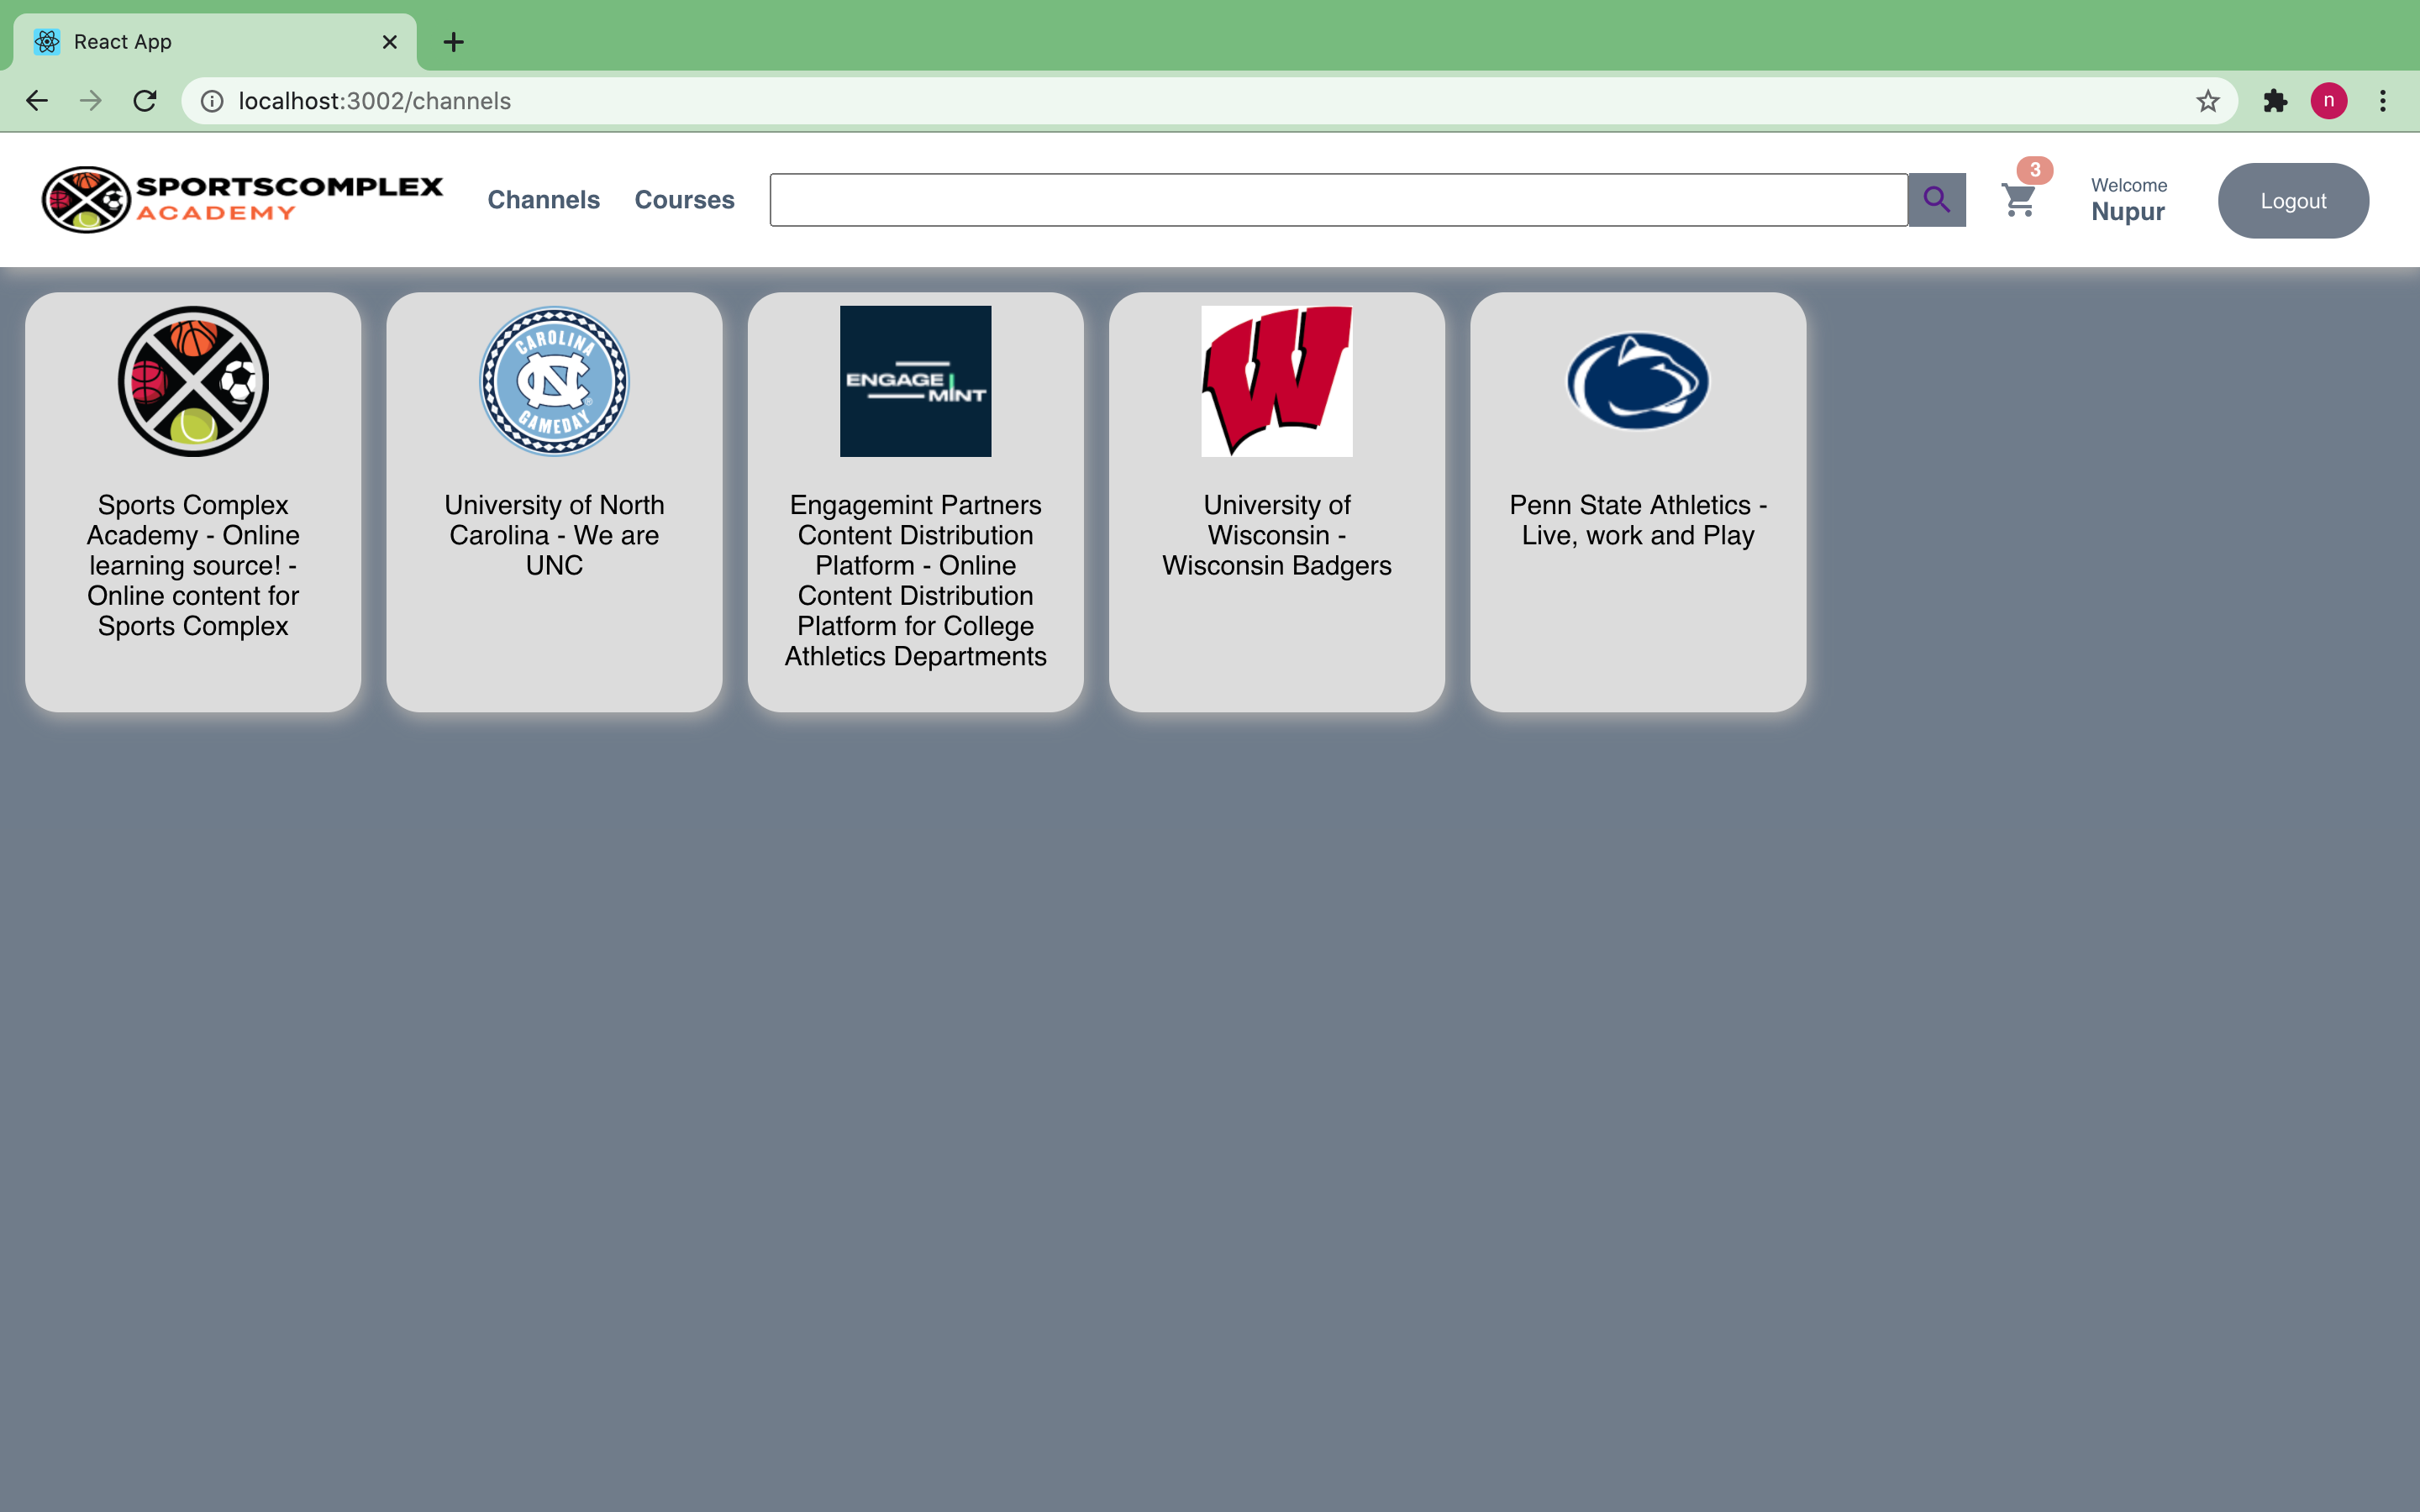 React App
localhost:3002/channels
n
SPORTSCOMPLEX
ACADEMY
Channels
Courses
3
Welcome
Nupur
Logout
CAROLINA
NC
GAMEDAY
ENGAGE
MINT
W
Sports Complex
Academy - Online
learning source! -
Online content for
Sports Complex
University of North
Carolina - We are
UNC
Engagemint Partners
Content Distribution
Platform - Online
Content Distribution
Platform for College
Athletics Departments
University of
Wisconsin -
Wisconsin Badgers
Penn State Athletics -
Live, work and Play